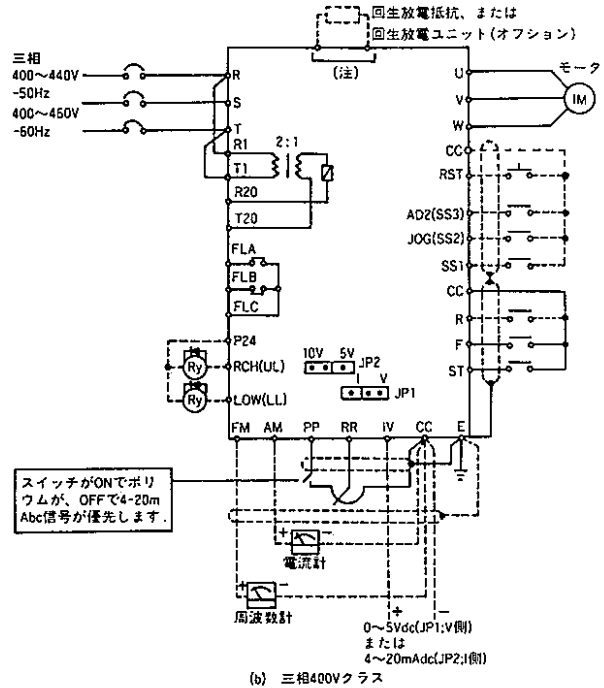 回生放電抵抗、または
回生放電ユニット(オフション)
(注)
三相
400〜440V
-50Hz
400〜460V
-60Hz
R
S
T
R1
T1
R20
T20
2:1
FLA
FLB
FLC
P24
RCH(UL)
LOW(LL)
Ry
Ry
U
V
W
モータ
IM
CC
RST
AD2(SS3)
JOG(SS2)
SS1
CC
R
F
ST
10V 5V
JP2
I V
JP1
FM AM PP RR IV CC E
スイッチがONでボリ
ウムが、OFFで4-20m
Abc信号が優先します.
+ −
電流計
+ −
周波数計
+ −
0〜5Vdc(JP1;V側)
または
4〜20mAdc(JP2;I側)
(b) 三相400Vクラス